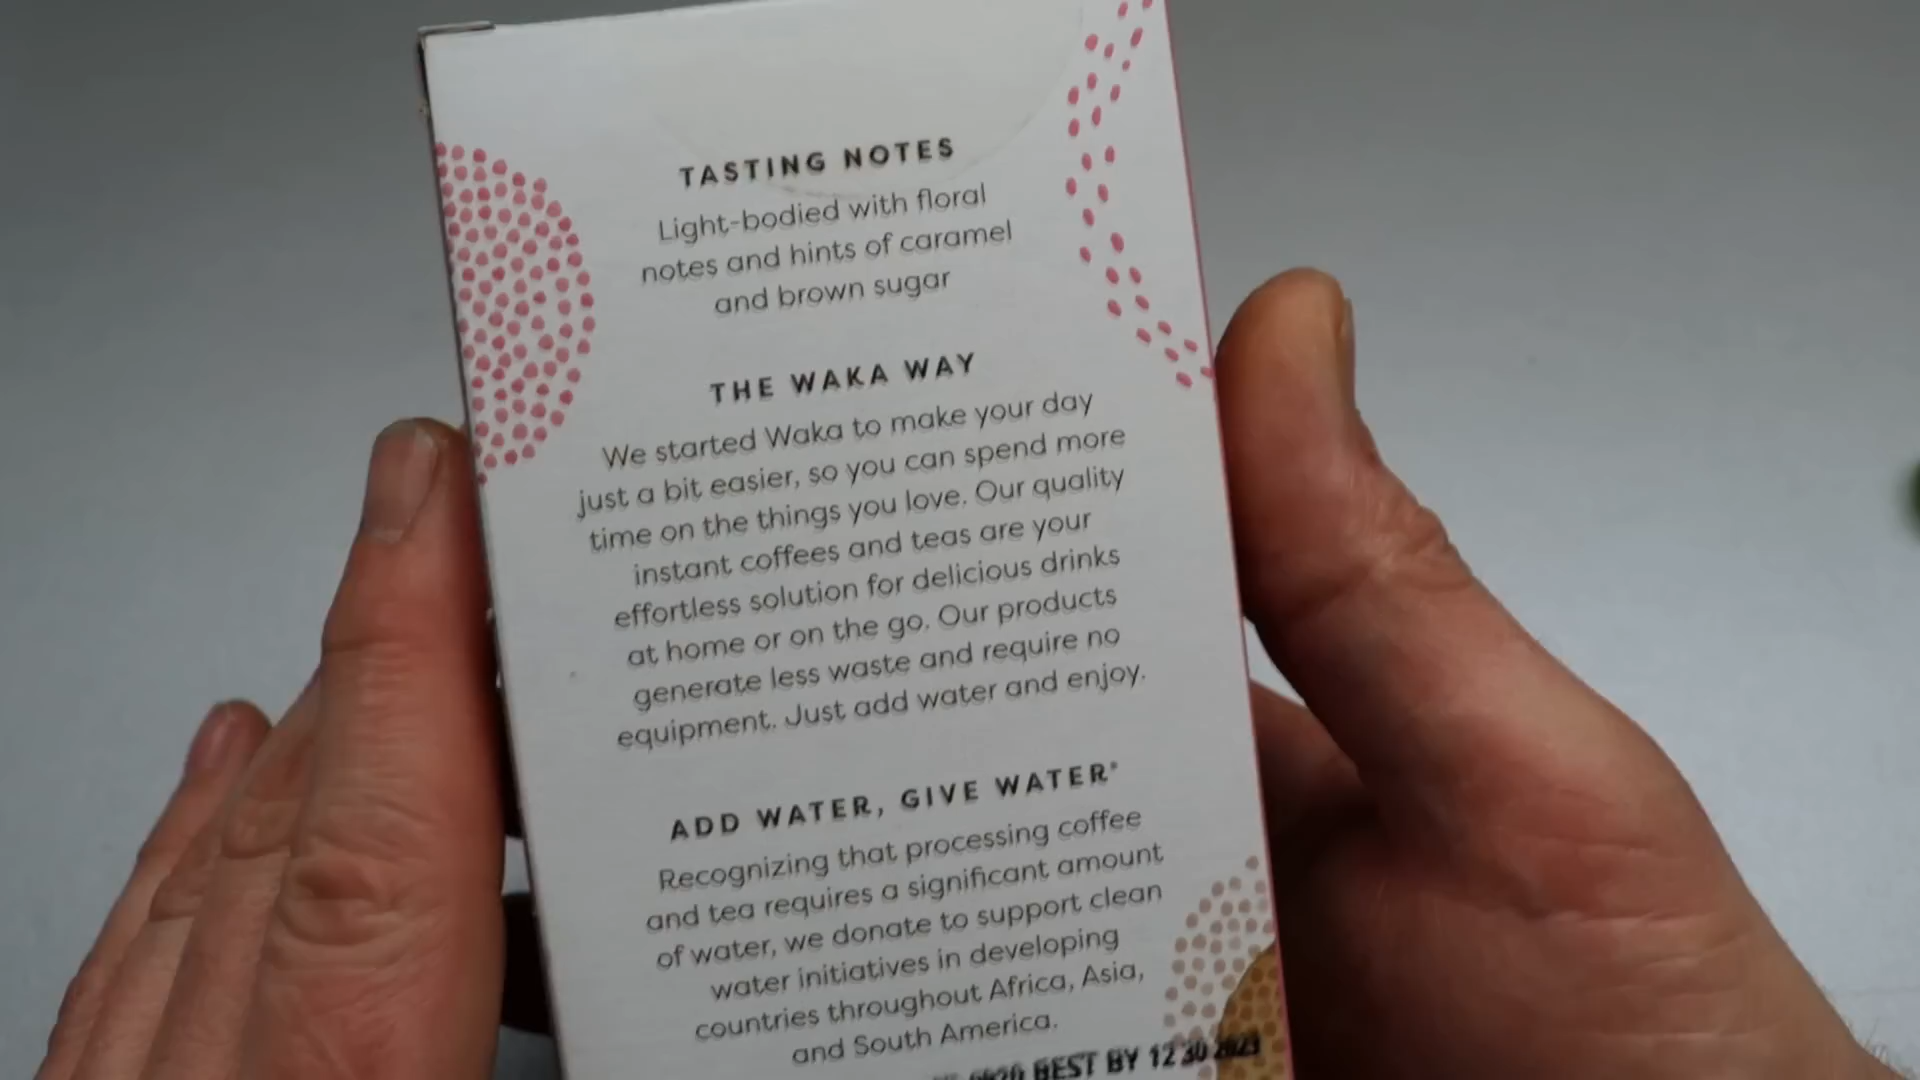 TASTING NOTES
Light-bodied with floral
notes and hints of caramel
and brown sugar
THE WAKA WAY
We started Waka to make your day
just a bit easier, so you can spend more
time on the things you love. Our quality
instant coffees and teas are your
effortless solution for delicious drinks
at home or on the go. Our products
generate less waste and require no
equipment. Just add water and enjoy.
ADD WATER, GIVE WATER®
Recognizing that processing coffee
and tea requires a significant amount
of water, we donate to support clean
water initiatives in developing
countries throughout Africa, Asia,
and South America.
BEST BY 12 30 2023